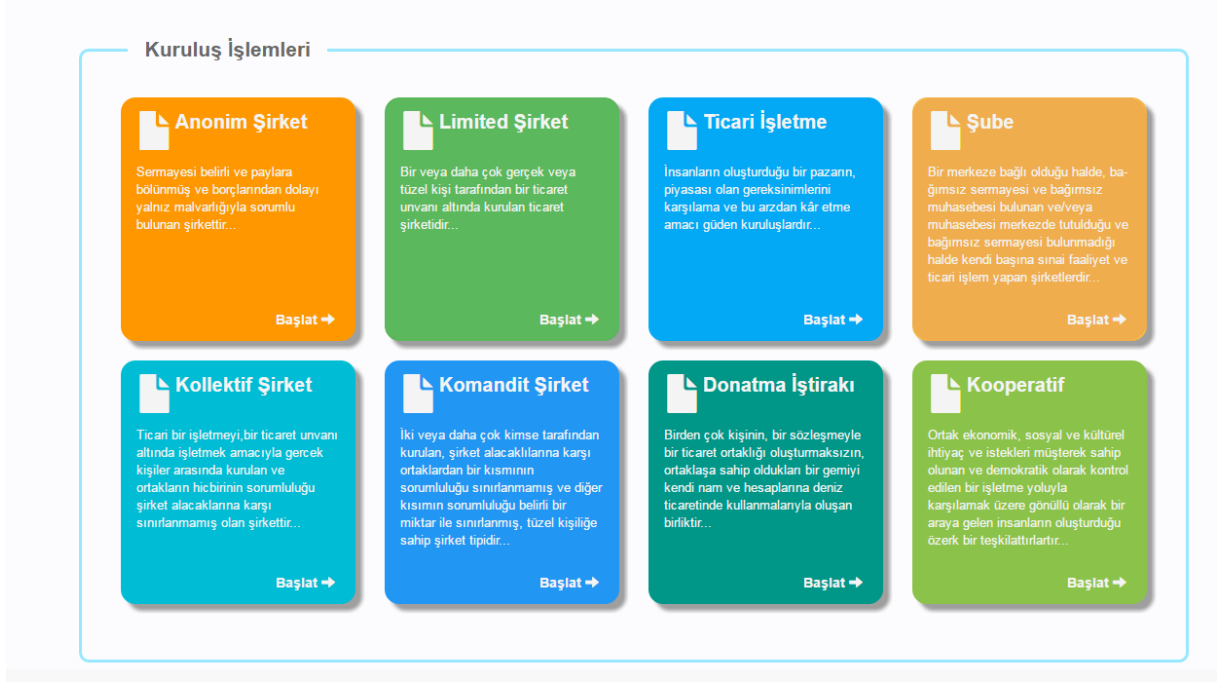 Kuruluş İşlemleri
Anonim Şirket
Sermayesi belirli ve paylara
bölünmüş ve borçlarından dolayı
yalnız malvarlığıyla sorumlu
bulunan şirkettir...
Başlat
Limited Şirket
Bir veya daha çok gerçek veya
tüzel kişi tarafından bir ticaret
unvanı altında kurulan ticaret
şirketidir...
Başlat
Ticari İşletme
İnsanların oluşturduğu bir pazarın,
piyasası olan gereksinimlerini
karşılama ve bu arzdan kâr etme
amacı güden kuruluşlardır...
Başlat
Şube
Bir merkeze bağlı olduğu halde, ba-
ğımsız sermayesi ve bağımsız
muhasebesi bulunan ve/veya
muhasebesi merkezde tutulduğu ve
bağımsız sermayesi bulunmadığı
halde kendi başına sınai faaliyet ve
ticari işlem yapan şirketlerdir...
Başlat
Kollektif Şirket
Ticari bir işletmeyi,bir ticaret unvanı
altında işletmek amacıyla gercek
kişiler arasında kurulan ve
ortakların hicbirinin sorumluluğu
şirket alacaklarına karşı
sınırlanmamış olan şirkettir...
Başlat
Komandit Şirket
İki veya daha çok kimse tarafından
kurulan, şirket alacaklılarına karşı
ortaklardan bir kısmının
sorumluluğu sınırlanmamış ve diğer
kısımın sorumluluğu belirli bir
miktar ile sınırlanmış, tüzel kişiliğe
sahip şirket tipidir...
Başlat
Donatma İştirakı
Birden çok kişinin, bir sözleşmeyle
bir ticaret ortaklığı oluşturmaksızın,
ortaklaşa sahip oldukları bir gemiyi
kendi nam ve hesaplarına deniz
ticaretinde kullanmalarıyla oluşan
birliktir...
Başlat
Kooperatif
Ortak ekonomik, sosyal ve kültürel
ihtiyaç ve istekleri müşterek sahip
olunan ve demokratik olarak kontrol
edilen bir işletme yoluyla
karşılamak üzere gönüllü olarak bir
araya gelen insanların oluşturduğu
özerk bir teşkilattırlartır...
Başlat